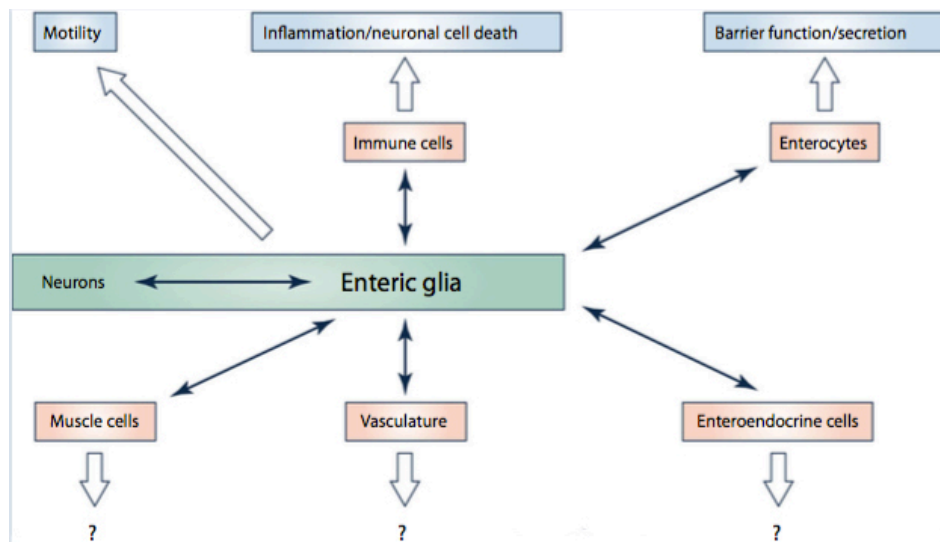 Motility
Inflammation/neuronal cell death
Barrier function/secretion
Immune cells
Enterocytes
Neurons
Enteric glia
Muscle cells
Vasculature
Enteroendocrine cells
?
?
?